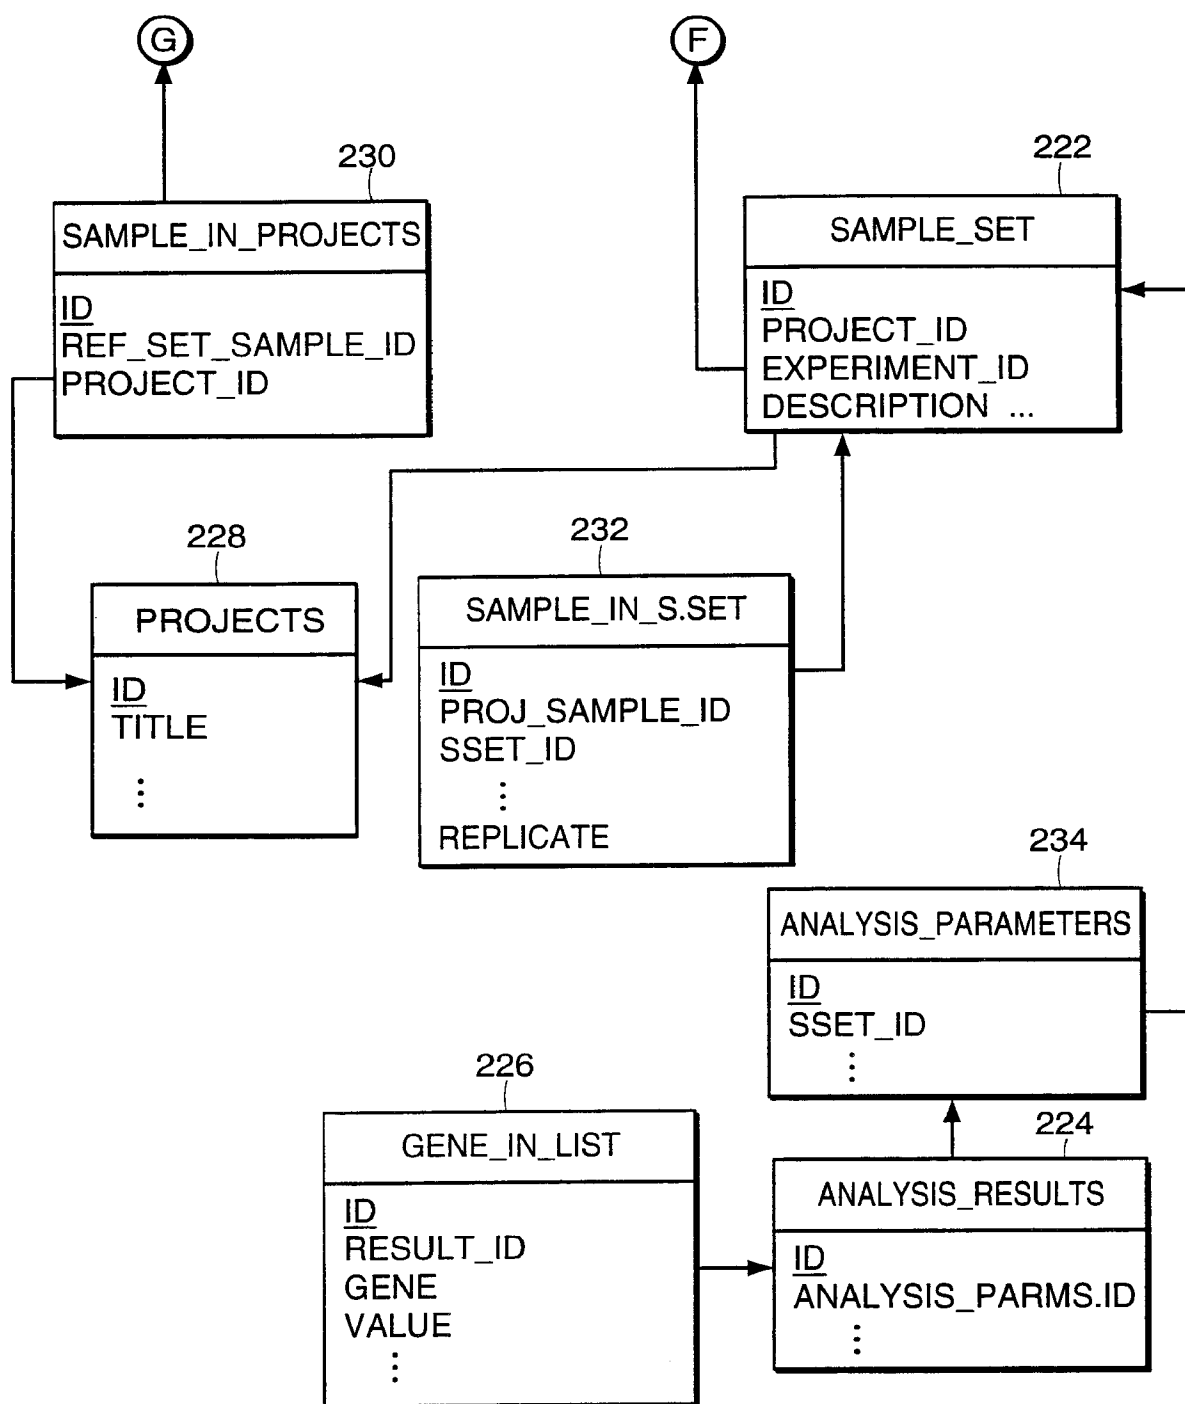 G
F
230
SAMPLE_IN_PROJECTS
ID
REF_SET_SAMPLE_ID
PROJECT_ID
222
SAMPLE_SET
ID
PROJECT_ID
EXPERIMENT_ID
DESCRIPTION ...
228
PROJECTS
ID
TITLE
⋮
232
SAMPLE_IN_S.SET
ID
PROJ_SAMPLE_ID
SSET_ID
⋮
REPLICATE
234
ANALYSIS_PARAMETERS
ID
SSET_ID
⋮
226
GENE_IN_LIST
ID
RESULT_ID
GENE
VALUE
⋮
224
ANALYSIS_RESULTS
ID
ANALYSIS_PARMS.ID
⋮